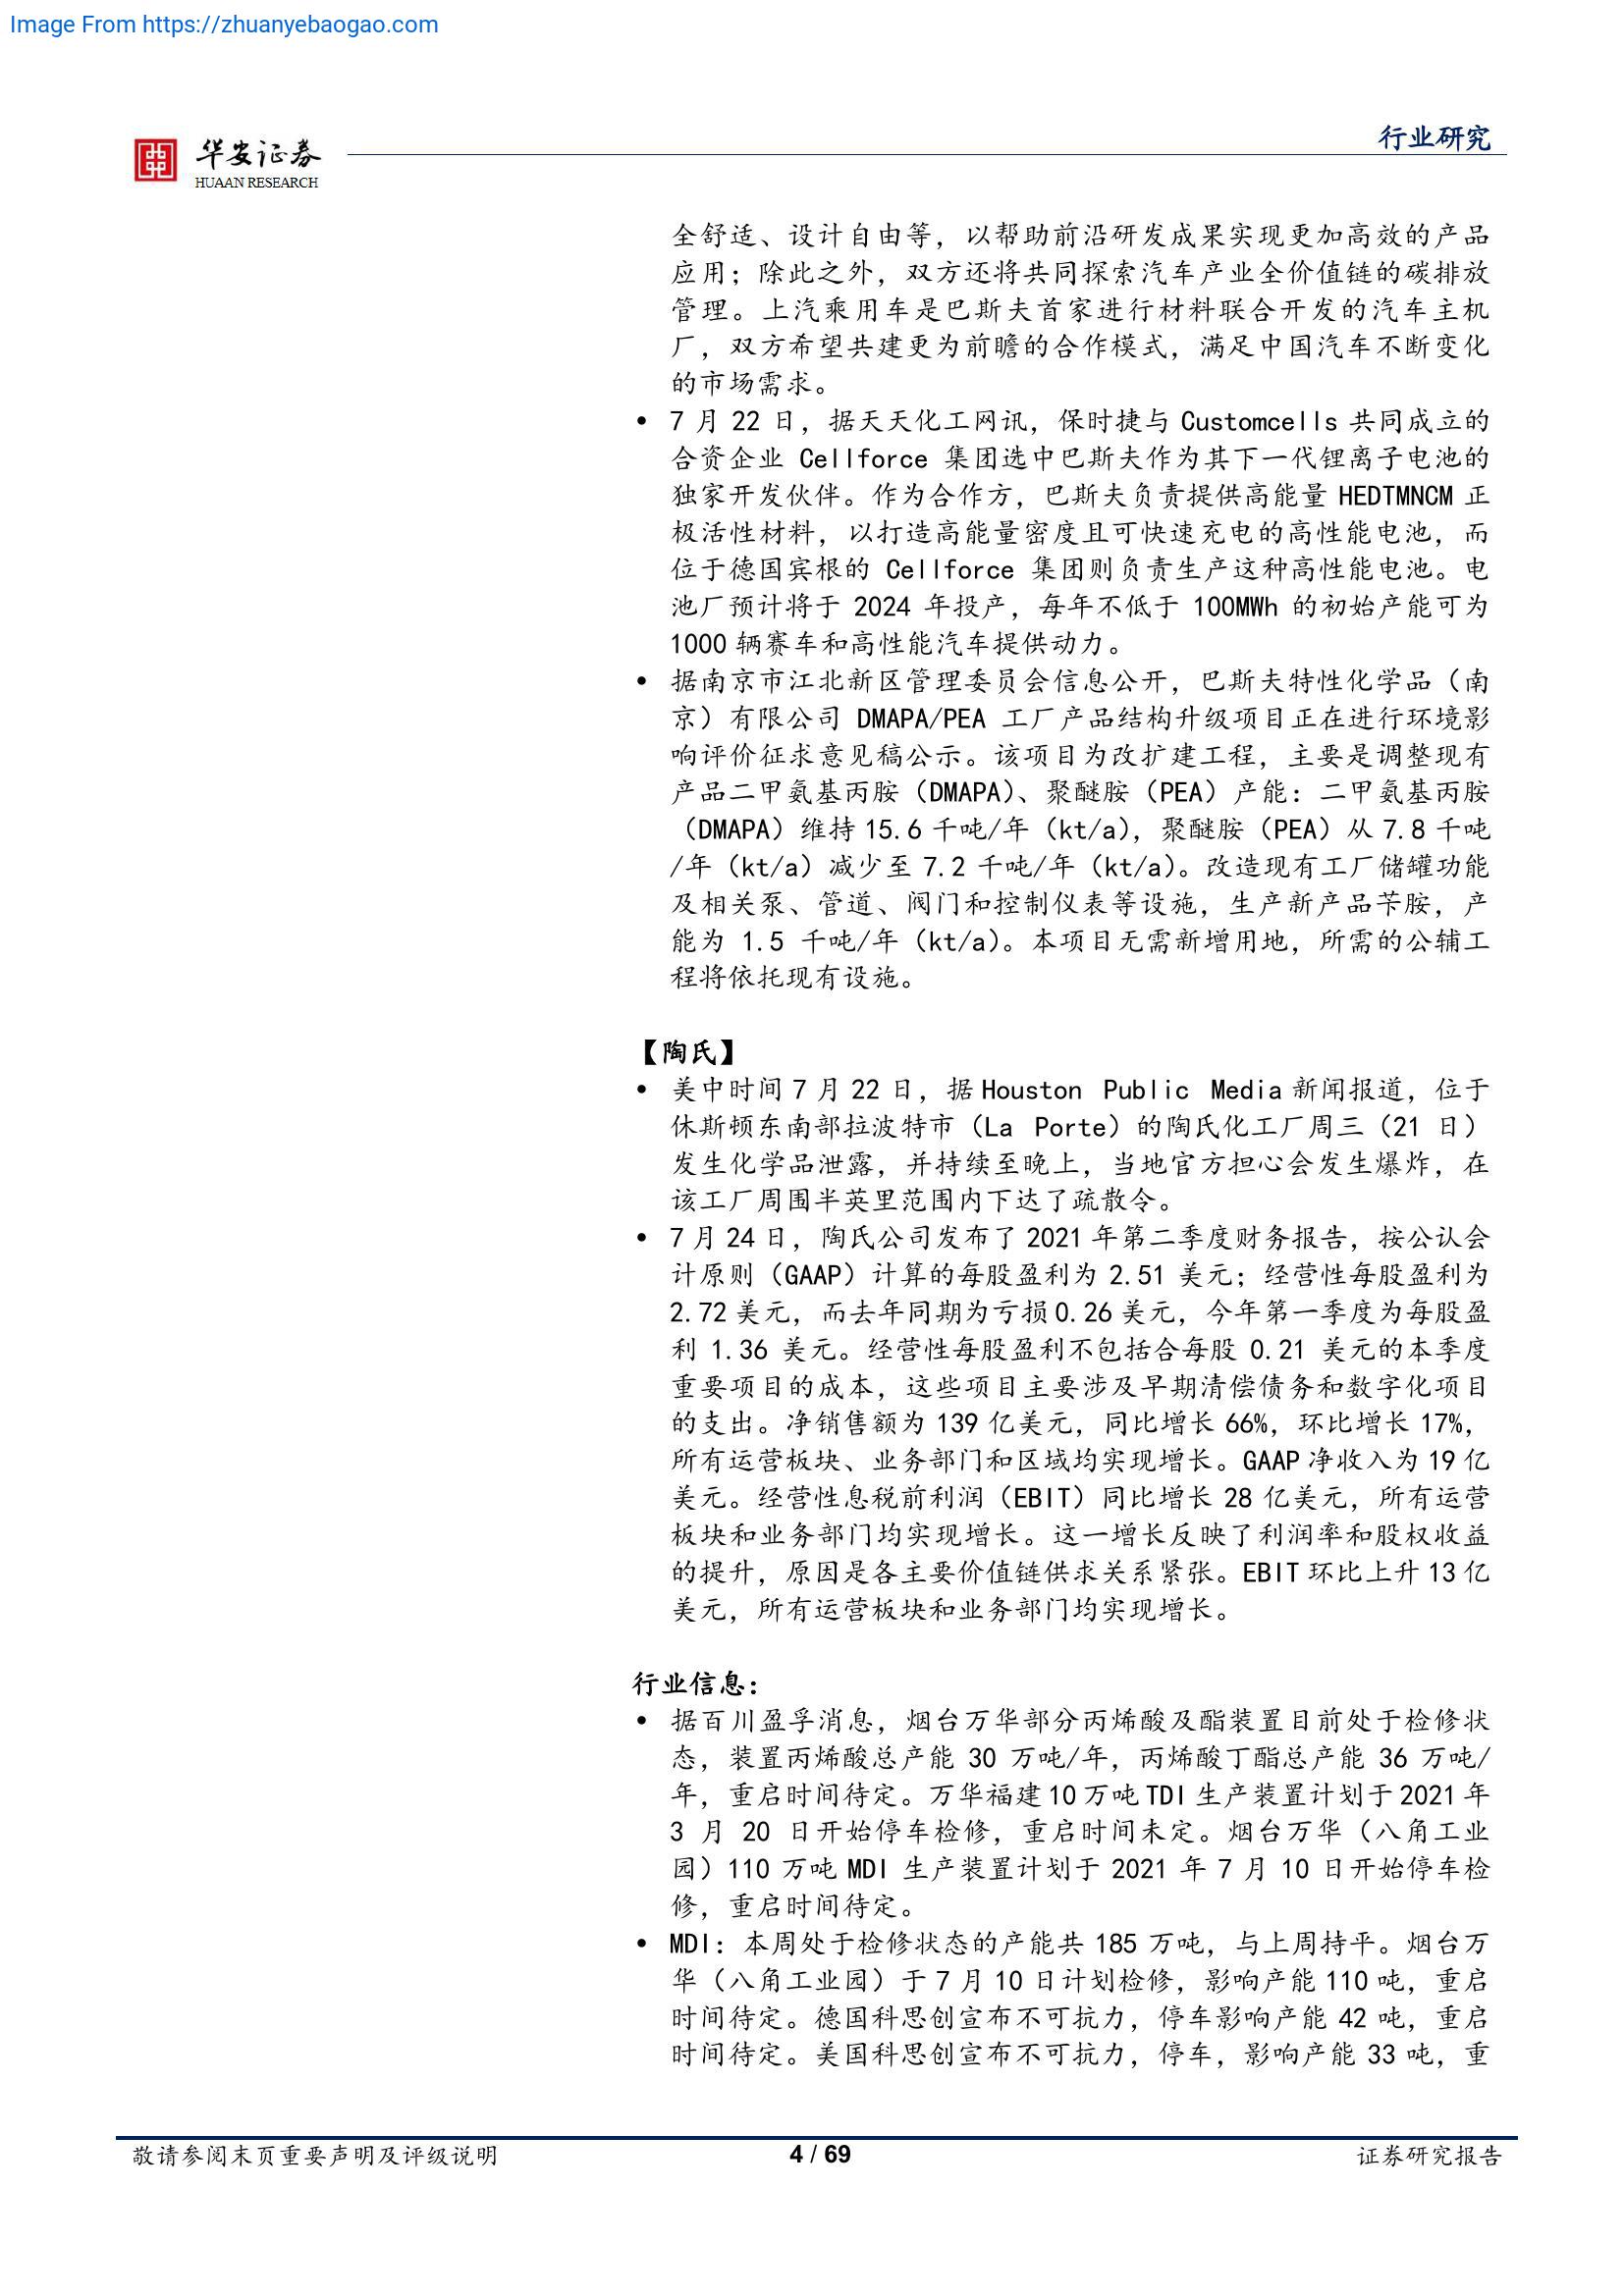 Image From https://zhuanyebaogao.com
华安证券
HUAAN RESEARCH
行业研究
全舒适、设计自由等，以帮助前沿研发成果实现更加高效的产品
应用；除此之外，双方还将共同探索汽车产业全价值链的碳排放
管理。上汽乘用车是巴斯夫首家进行材料联合开发的汽车主机
厂，双方希望共建更为前瞻的合作模式，满足中国汽车不断变化
的市场需求。
• 7 月 22 日，据天天化工网讯，保时捷与 Customcells 共同成立的
合资企业 Cellforce 集团选中巴斯夫作为其下一代锂离子电池的
独家开发伙伴。作为合作方，巴斯夫负责提供高能量 HEDTMNCM 正
极活性材料，以打造高能量密度且可快速充电的高性能电池，而
位于德国宾根的 Cellforce 集团则负责生产这种高性能电池。电
池厂预计将于 2024 年投产，每年不低于 100MWh 的初始产能可为
1000 辆赛车和高性能汽车提供动力。
• 据南京市江北新区管理委员会信息公开，巴斯夫特性化学品（南
京）有限公司 DMAPA/PEA 工厂产品结构升级项目正在进行环境影
响评价征求意见稿公示。该项目为改扩建工程，主要是调整现有
产品二甲氨基丙胺（DMAPA）、聚醚胺（PEA）产能：二甲氨基丙胺
（DMAPA）维持 15.6 千吨/年（kt/a），聚醚胺（PEA）从 7.8 千吨
/年（kt/a）减少至 7.2 千吨/年（kt/a）。改造现有工厂储罐功能
及相关泵、管道、阀门和控制仪表等设施，生产新产品苄胺，产
能为 1.5 千吨/年（kt/a）。本项目无需新增用地，所需的公辅工
程将依托现有设施。
【陶氏】
• 美中时间 7 月 22 日，据 Houston Public Media 新闻报道，位于
休斯顿东南部拉波特市（La Porte）的陶氏化工厂周三（21 日）
发生化学品泄露，并持续至晚上，当地官方担心会发生爆炸，在
该工厂周围半英里范围内下达了疏散令。
• 7 月 24 日，陶氏公司发布了 2021 年第二季度财务报告，按公认会
计原则（GAAP）计算的每股盈利为 2.51 美元；经营性每股盈利为
2.72 美元，而去年同期为亏损 0.26 美元，今年第一季度为每股盈
利 1.36 美元。经营性每股盈利不包括合每股 0.21 美元的本季度
重要项目的成本，这些项目主要涉及早期清偿债务和数字化项目
的支出。净销售额为 139 亿美元，同比增长 66%，环比增长 17%，
所有运营板块、业务部门和区域均实现增长。GAAP 净收入为 19 亿
美元。经营性息税前利润（EBIT）同比增长 28 亿美元，所有运营
板块和业务部门均实现增长。这一增长反映了利润率和股权收益
的提升，原因是各主要价值链供求关系紧张。EBIT 环比上升 13 亿
美元，所有运营板块和业务部门均实现增长。
行业信息：
• 据百川盈孚消息，烟台万华部分丙烯酸及酯装置目前处于检修状
态，装置丙烯酸总产能 30 万吨/年，丙烯酸丁酯总产能 36 万吨/
年，重启时间待定。万华福建 10 万吨 TDI 生产装置计划于 2021 年
3 月 20 日开始停车检修，重启时间未定。烟台万华（八角工业
园）110 万吨 MDI 生产装置计划于 2021 年 7 月 10 日开始停车检
修，重启时间待定。
• MDI：本周处于检修状态的产能共 185 万吨，与上周持平。烟台万
华（八角工业园）于 7 月 10 日计划检修，影响产能 110 吨，重启
时间待定。德国科思创宣布不可抗力，停车影响产能 42 吨，重启
时间待定。美国科思创宣布不可抗力，停车，影响产能 33 吨，重
敬请参阅末页重要声明及评级说明
4 / 69
证券研究报告